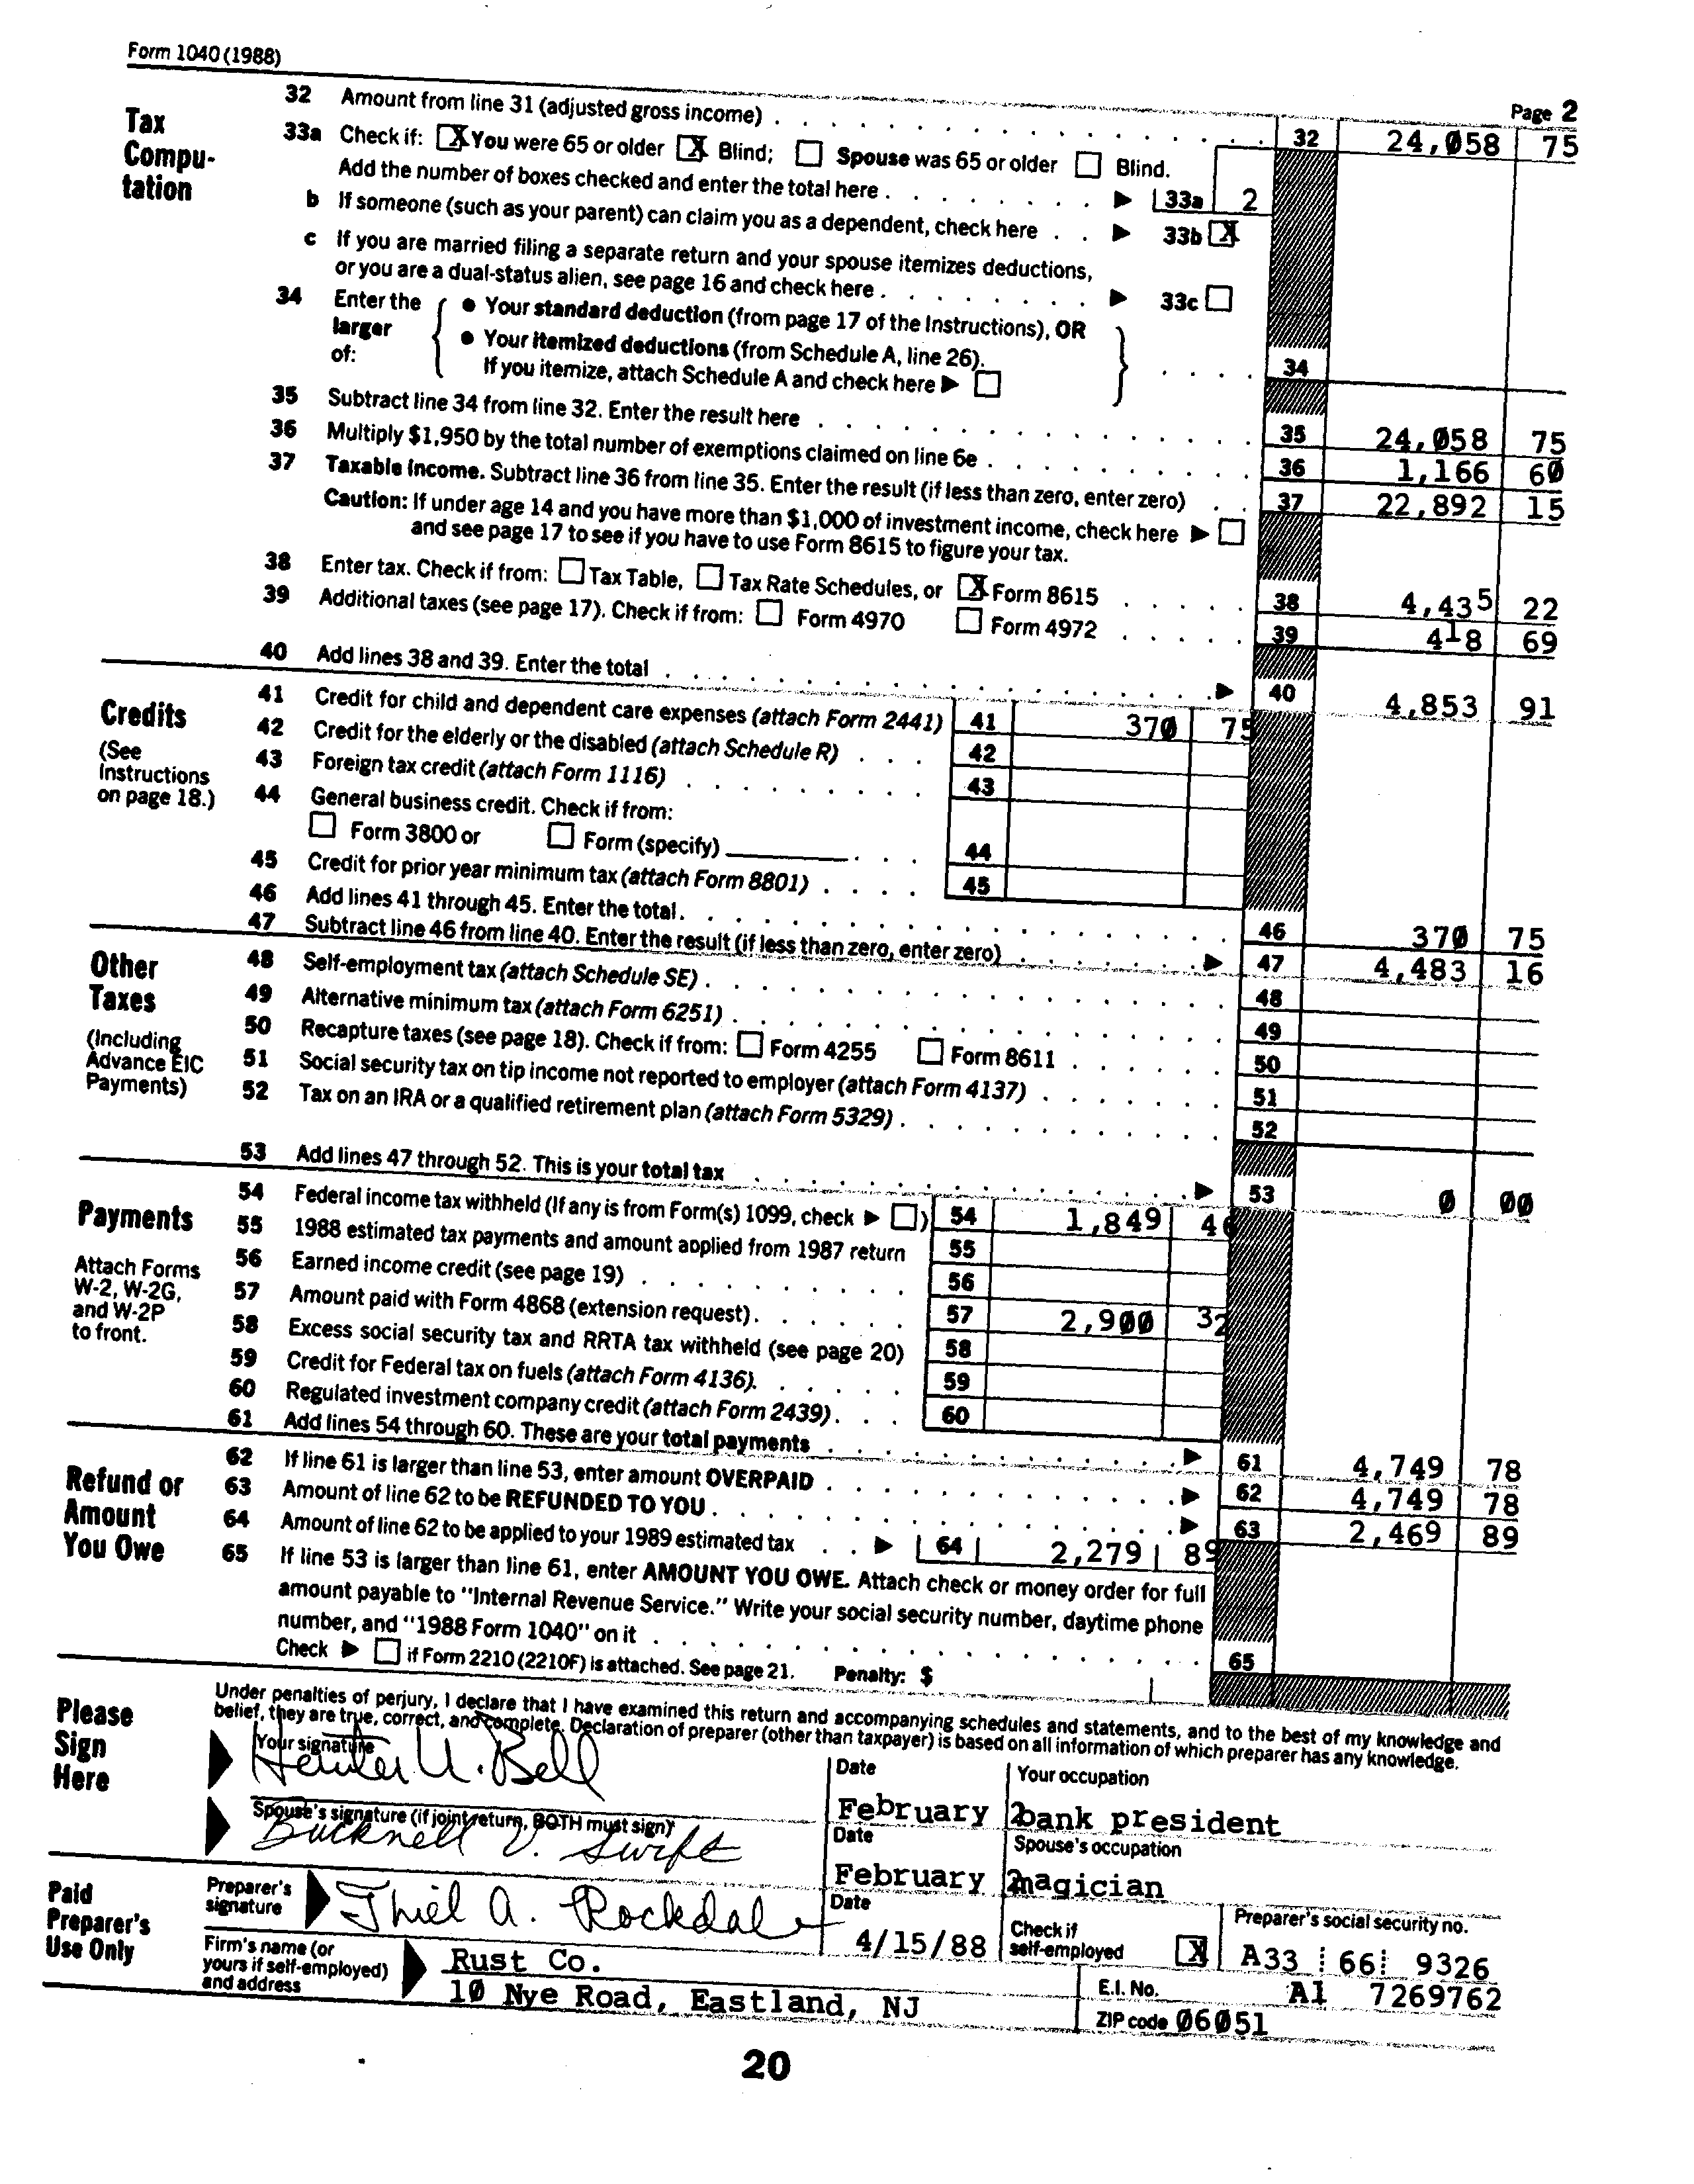 Form 1040 (1988)
Page 2
Tax Compu-tation
32 Amount from line 31 (adjusted gross income) 32 24,058 75
33a Check if: X You were 65 or older X Blind; Spouse was 65 or older Blind.
Add the number of boxes checked and enter the total here 33a 2
b If someone (such as your parent) can claim you as a dependent, check here 33b X
c If you are married filing a separate return and your spouse itemizes deductions,
or you are a dual-status alien, see page 16 and check here 33c
34 Enter the larger of:
• Your standard deduction (from page 17 of the Instructions), OR
• Your itemized deductions (from Schedule A, line 26).
If you itemize, attach Schedule A and check here 34
35 Subtract line 34 from line 32. Enter the result here 35 24,058 75
36 Multiply $1,950 by the total number of exemptions claimed on line 6e 36 1,166 60
37 Taxable income. Subtract line 36 from line 35. Enter the result (if less than zero, enter zero) 37 22,892 15
Caution: If under age 14 and you have more than $1,000 of investment income, check here
and see page 17 to see if you have to use Form 8615 to figure your tax.
38 Enter tax. Check if from: Tax Table, Tax Rate Schedules, or X Form 8615 38 4,435 22
39 Additional taxes (see page 17). Check if from: Form 4970 Form 4972 39 418 69
40 Add lines 38 and 39. Enter the total 40 4,853 91
Credits
(See Instructions on page 18.)
41 Credit for child and dependent care expenses (attach Form 2441) 41 370 75
42 Credit for the elderly or the disabled (attach Schedule R) 42
43 Foreign tax credit (attach Form 1116) 43
44 General business credit. Check if from:
Form 3800 or Form (specify) 44
45 Credit for prior year minimum tax (attach Form 8801) 45
46 Add lines 41 through 45. Enter the total. 46 370 75
47 Subtract line 46 from line 40. Enter the result (if less than zero, enter zero) 47 4,483 16
Other Taxes
(Including Advance EIC Payments)
48 Self-employment tax (attach Schedule SE) 48
49 Alternative minimum tax (attach Form 6251) 49
50 Recapture taxes (see page 18). Check if from: Form 4255 Form 8611 50
51 Social security tax on tip income not reported to employer (attach Form 4137) 51
52 Tax on an IRA or a qualified retirement plan (attach Form 5329) 52
53 Add lines 47 through 52. This is your total tax 53 0 00
Payments
Attach Forms W-2, W-2G, and W-2P to front.
54 Federal income tax withheld (If any is from Form(s) 1099, check ) 54 1,849 46
55 1988 estimated tax payments and amount applied from 1987 return 55
56 Earned income credit (see page 19) 56
57 Amount paid with Form 4868 (extension request) 57 2,900 32
58 Excess social security tax and RRTA tax withheld (see page 20) 58
59 Credit for Federal tax on fuels (attach Form 4136). 59
60 Regulated investment company credit (attach Form 2439) 60
61 Add lines 54 through 60. These are your total payments 61 4,749 78
Refund or Amount You Owe
62 If line 61 is larger than line 53, enter amount OVERPAID 62 4,749 78
63 Amount of line 62 to be REFUNDED TO YOU 63 2,469 89
64 Amount of line 62 to be applied to your 1989 estimated tax 64 2,279 89
65 If line 53 is larger than line 61, enter AMOUNT YOU OWE. Attach check or money order for full
amount payable to "Internal Revenue Service." Write your social security number, daytime phone
number, and "1988 Form 1040" on it 65
Check if Form 2210 (2210F) is attached. See page 21. Penalty: $
Please Sign Here
Under penalties of perjury, I declare that I have examined this return and accompanying schedules and statements, and to the best of my knowledge and
belief, they are true, correct, and complete. Declaration of preparer (other than taxpayer) is based on all information of which preparer has any knowledge.
Your signature U. Bell
Date February 2
Your occupation bank president
Spouse's signature (if joint return, BOTH must sign) Bucknell V. Swift
Date February 2
Spouse's occupation magician
Paid Preparer's Use Only
Preparer's signature Thiel A. Rockdale
Date 4/15/88
Check if self-employed X
Preparer's social security no. A33 66 9326
Firm's name (or yours if self-employed) and address
Rust Co.
10 Nye Road, Eastland, NJ
E.I. No. A1 7269762
ZIP code 06051
20